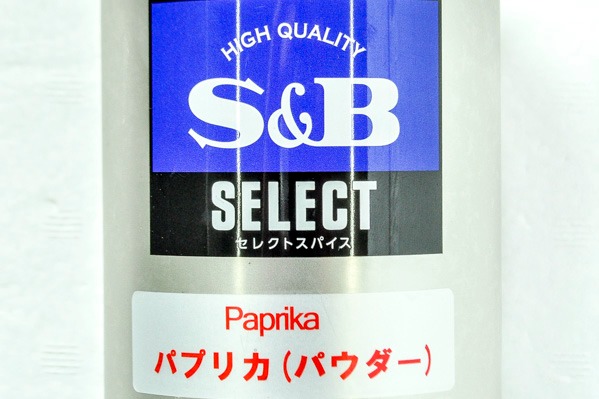 HIGH QUALITY
S&B
SELECT
セレクトスパイス
Paprika
パプリカ(パウダー)